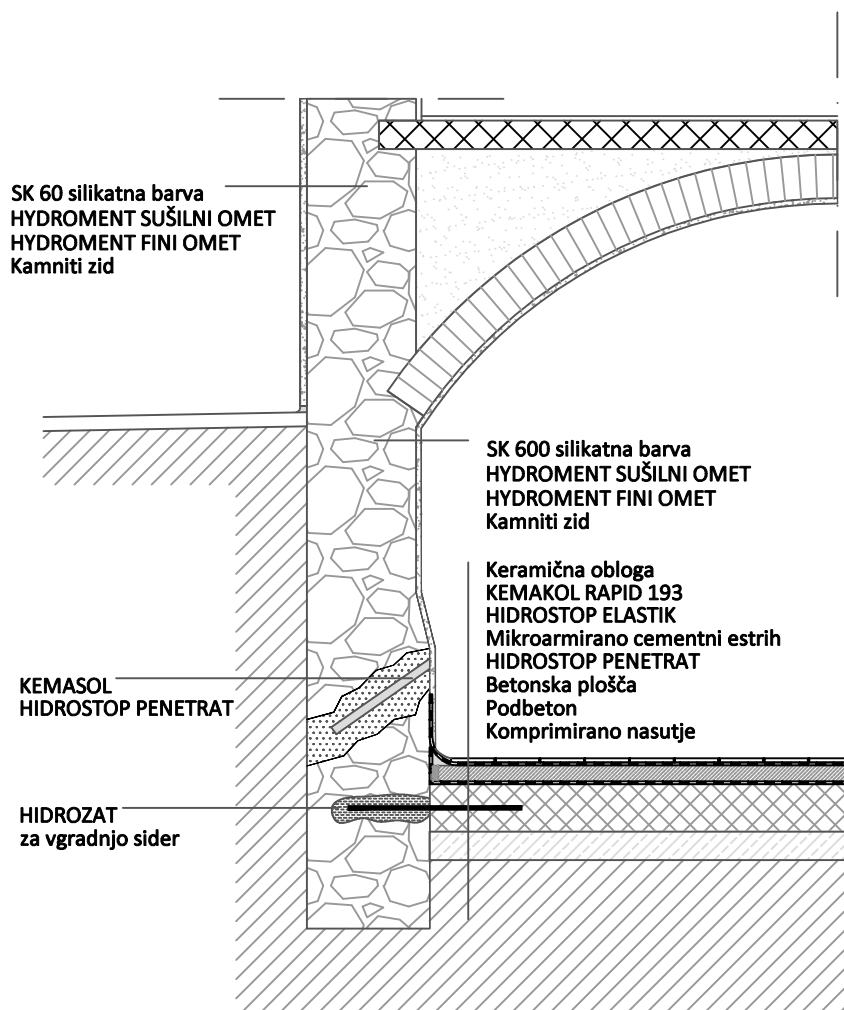 SK 60 silikatna barva
HYDROMENT SUŠILNI OMET
HYDROMENT FINI OMET
Kamniti zid
SK 600 silikatna barva
HYDROMENT SUŠILNI OMET
HYDROMENT FINI OMET
Kamniti zid
Keramična obloga
KEMAKOL RAPID 193
HIDROSTOP ELASTIK
Mikroarmirano cementni estrih
HIDROSTOP PENETRAT
Betonska plošča
Podbeton
Komprimirano nasutje
KEMASOL
HIDROSTOP PENETRAT
HIDROZAT
za vgradnjo sider